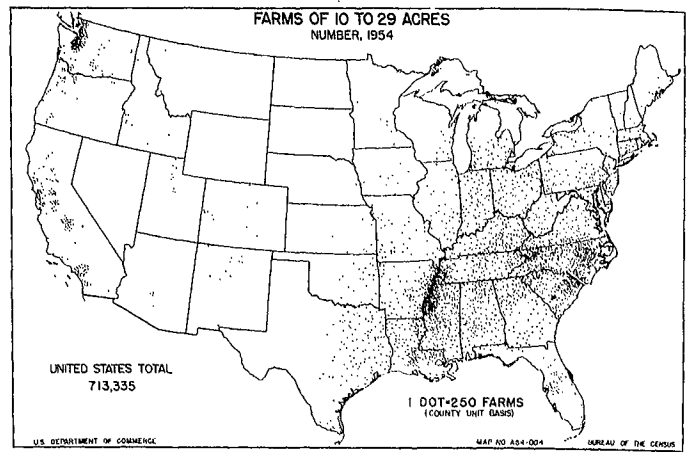 FARMS OF 10 TO 29 ACRES
NUMBER, 1954
UNITED STATES TOTAL
713,335
1 DOT=250 FARMS
(COUNTY UNIT BASIS)
U.S. DEPARTMENT OF COMMERCE
MAP NO. A54-004
BUREAU OF THE CENSUS